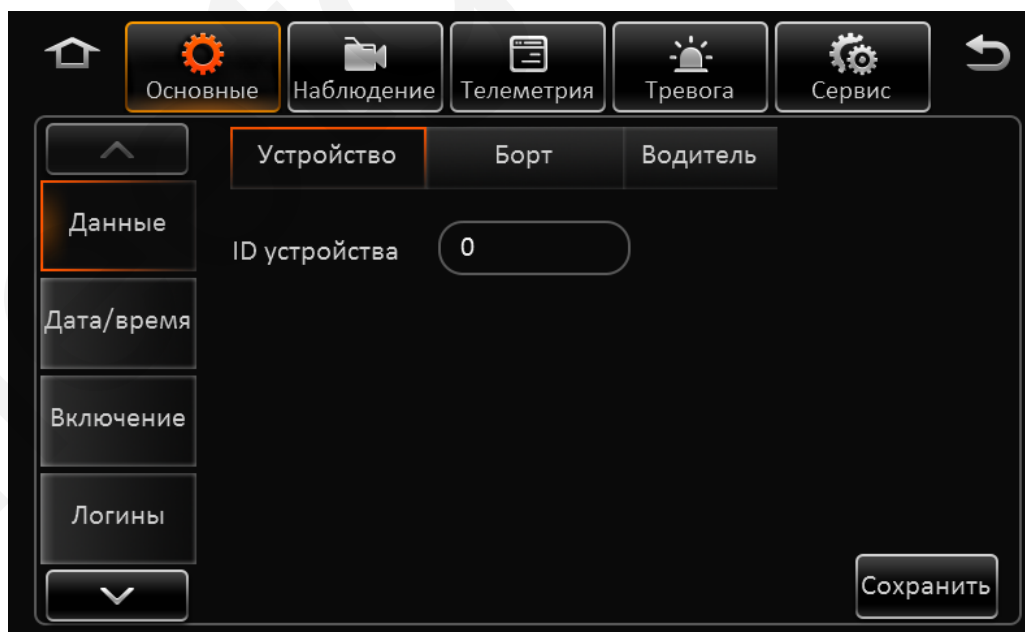 Основные
Наблюдение
Телеметрия
Тревога
Сервис
Устройство
Борт
Водитель
Данные
ID устройства
0
Дата/время
Включение
Логины
Сохранить